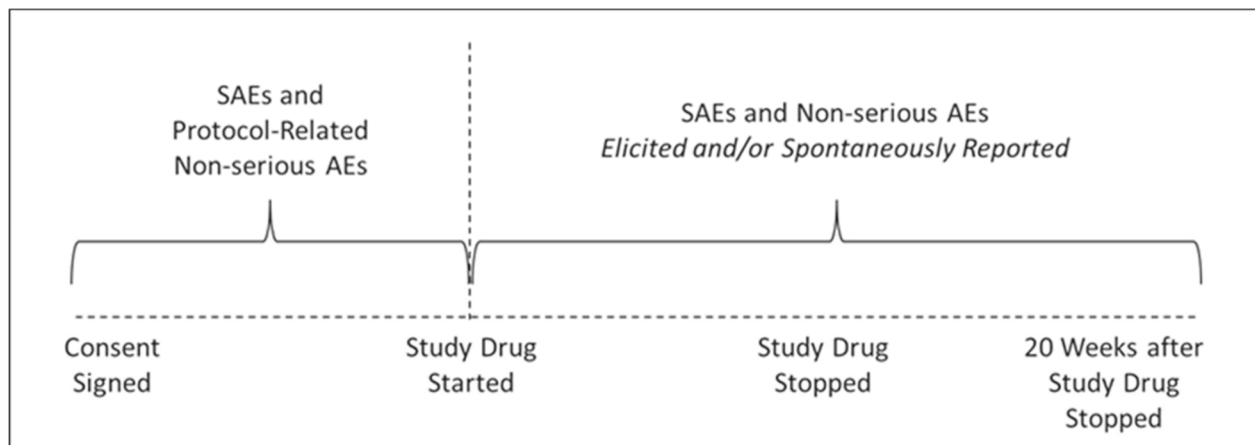 SAEs and
Protocol-Related
Non-serious AEs
SAEs and Non-serious AEs
Elicited and/or Spontaneously Reported
Consent
Signed
Study Drug
Started
Study Drug
Stopped
20 Weeks after
Study Drug
Stopped